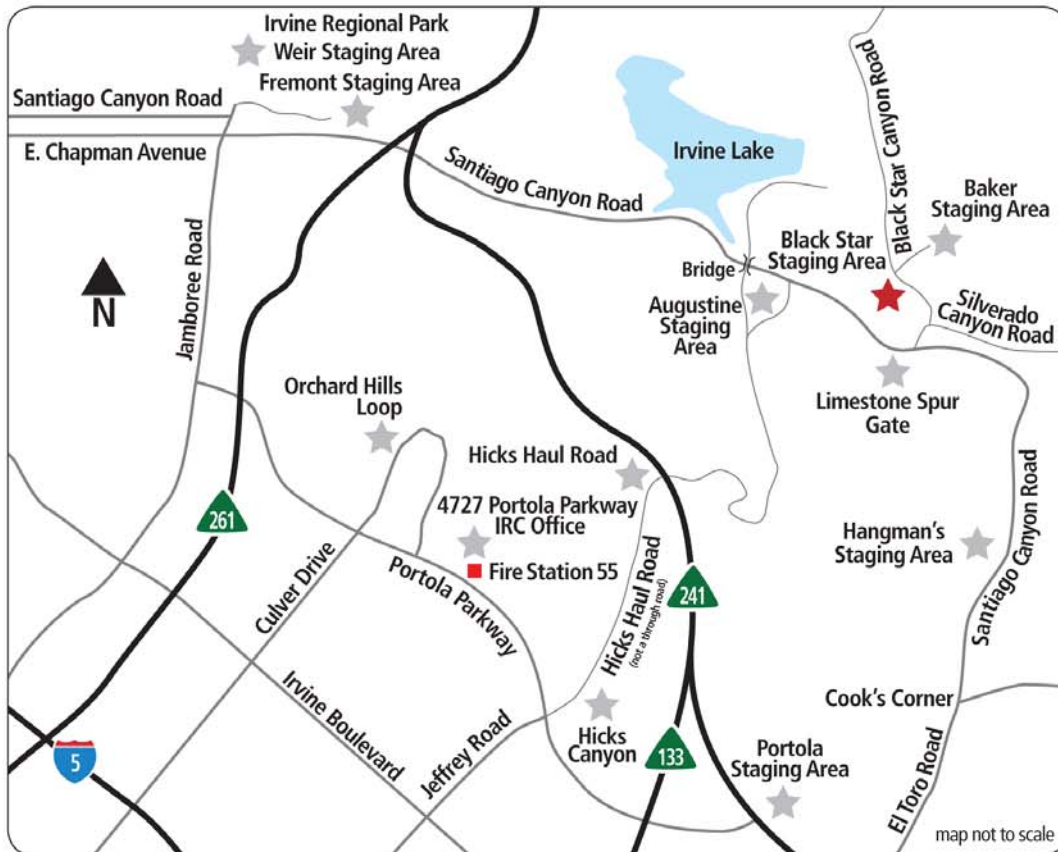 Irvine Regional Park
Weir Staging Area
Fremont Staging Area
Santiago Canyon Road
E. Chapman Avenue
Santiago Canyon Road
Irvine Lake
Black Star Canyon Road
Baker
Staging Area
Black Star
Staging Area
Bridge
Augustine
Staging
Area
Silverado
Canyon Road
N
Jamboree Road
Orchard Hills
Loop
Limestone Spur
Gate
Hicks Haul Road
4727 Portola Parkway
IRC Office
Fire Station 55
261
Culver Drive
Portola Parkway
Hicks Haul Road
(not a through road)
241
Hangman's
Staging Area
Santiago Canyon Road
Irvine Boulevard
Jeffrey Road
Hicks
Canyon
133
Cook's Corner
Portola
Staging Area
El Toro Road
5
map not to scale